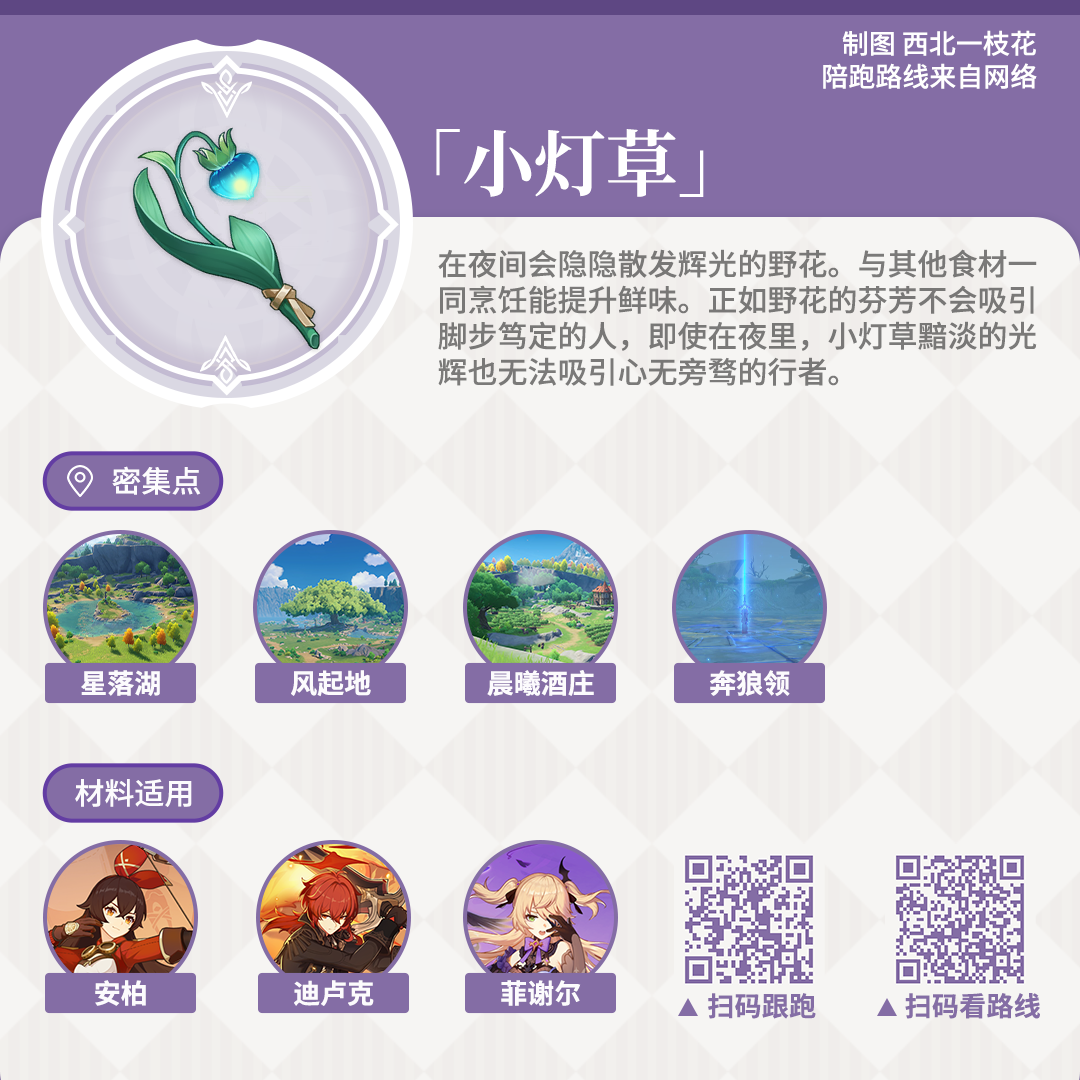 制图 西北一枝花
陪跑路线来自网络
「小灯草」
在夜间会隐隐散发辉光的野花。与其他食材一
同烹饪能提升鲜味。正如野花的芬芳不会吸引
脚步笃定的人，即使在夜里，小灯草黯淡的光
辉也无法吸引心无旁骛的行者。
密集点
星落湖
风起地
晨曦酒庄
奔狼领
材料适用
安柏
迪卢克
菲谢尔
▲ 扫码跟跑
▲ 扫码看路线